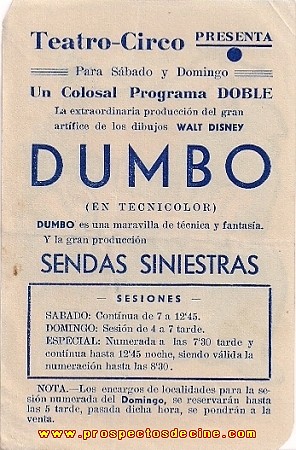 Teatro-Circo PRESENTA
Para Sábado y Domingo
Un Colosal Programa DOBLE
La extraordinaria producción del gran
artífice de los dibujos WALT DISNEY
DUMBO
(EN TECNICOLOR)
DUMBO es una maravilla de técnica y fantasía.
Y la gran producción
SENDAS SINIESTRAS
— SESIONES —
SABADO: Contínua de 7 a 12'45.
DOMINGO: Sesión de 4 a 7 tarde.
ESPECIAL: Numerada a las 7'30 tarde y
contínua hasta 12'45 noche, siendo válida la
numeración hasta las 8'30.
NOTA.—Los encargos de localidades para la se-
sión numerada del Domingo, se reservarán hasta
las 5 tarde, pasada dicha hora, se pondrán a la
venta.
www.prospectosdecine.com